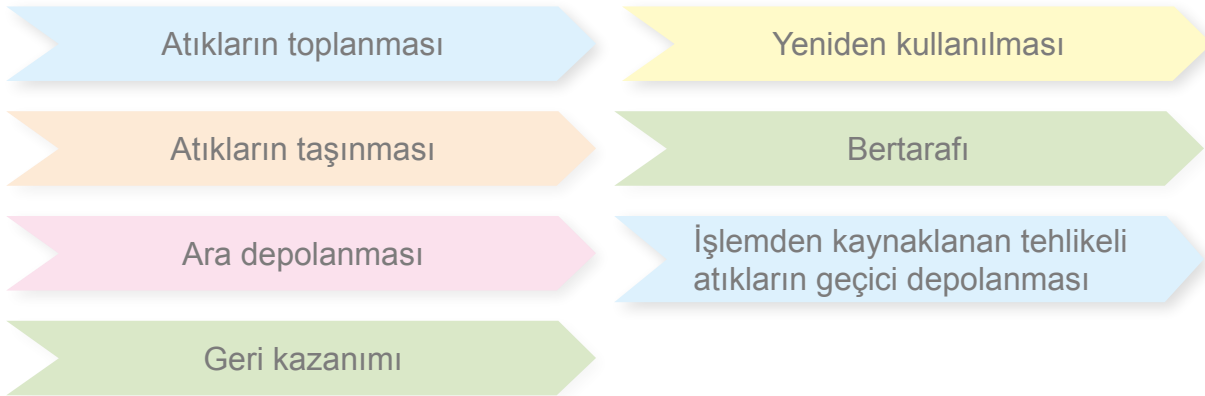 Atıkların toplanması
Atıkların taşınması
Ara depolanması
Geri kazanımı
Yeniden kullanılması
Bertarafı
İşlemden kaynaklanan tehlikeli
atıkların geçici depolanması